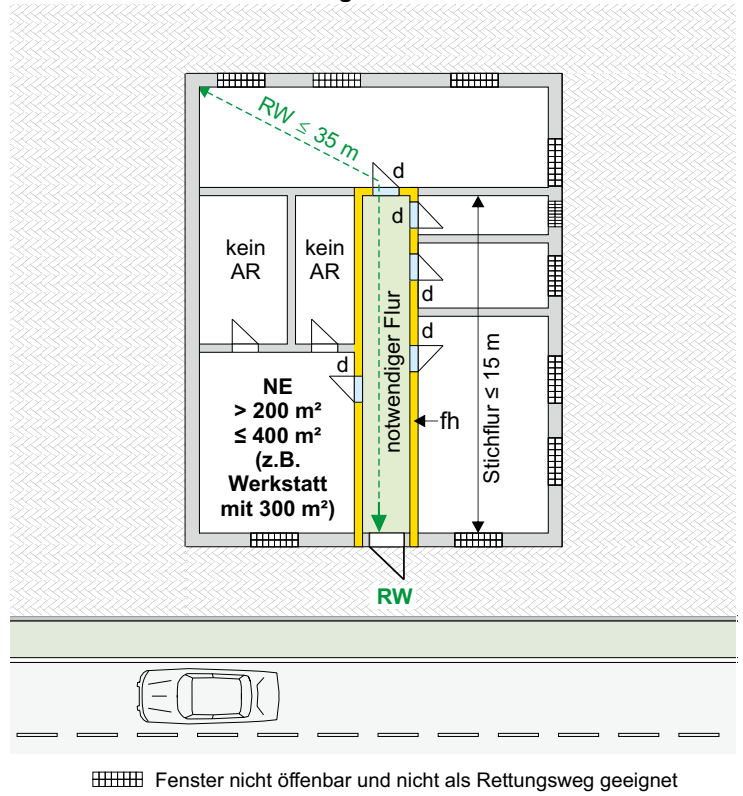 RW ≤ 35 m
d
d
kein
AR
kein
AR
d
notwendiger Flur
d
Stichflur ≤ 15 m
d
NE
> 200 m²
≤ 400 m²
(z.B.
Werkstatt
mit 300 m²)
fh
RW
Fenster nicht öffenbar und nicht als Rettungsweg geeignet